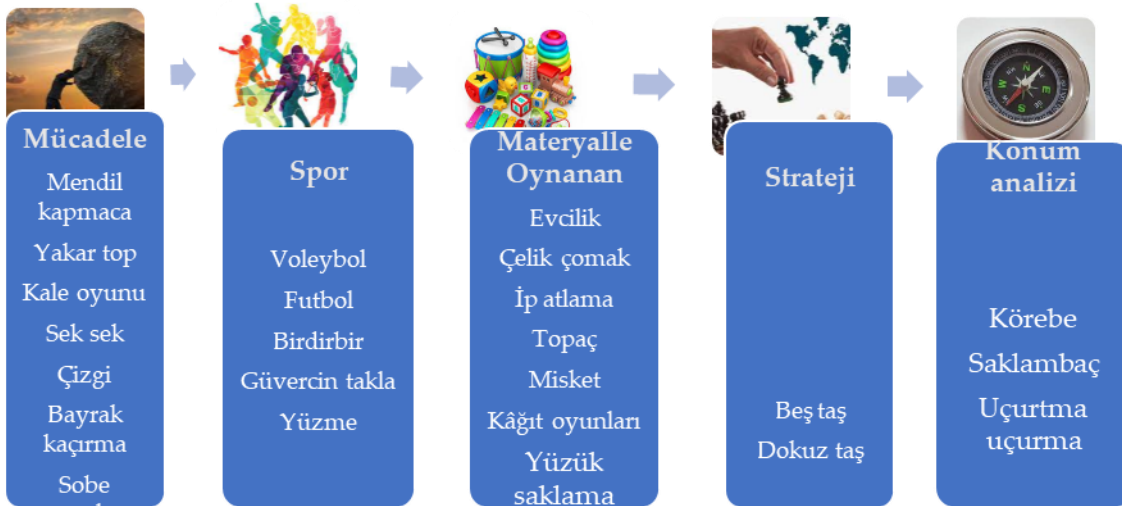 Mücadele
Mendil
kapmaca
Yakar top
Kale oyunu
Sek sek
Çizgi
Bayrak
kaçırma
Sobe
Spor
Voleybol
Futbol
Birdirbir
Güvercin takla
Yüzme
Materyalle
Oynanan
Evcilik
Çelik çomak
İp atlama
Topaç
Misket
Kâğıt oyunları
Yüzük
saklama
Strateji
Beş taş
Dokuz taş
Konum
analizi
Körebe
Saklambaç
Uçurtma
uçurma